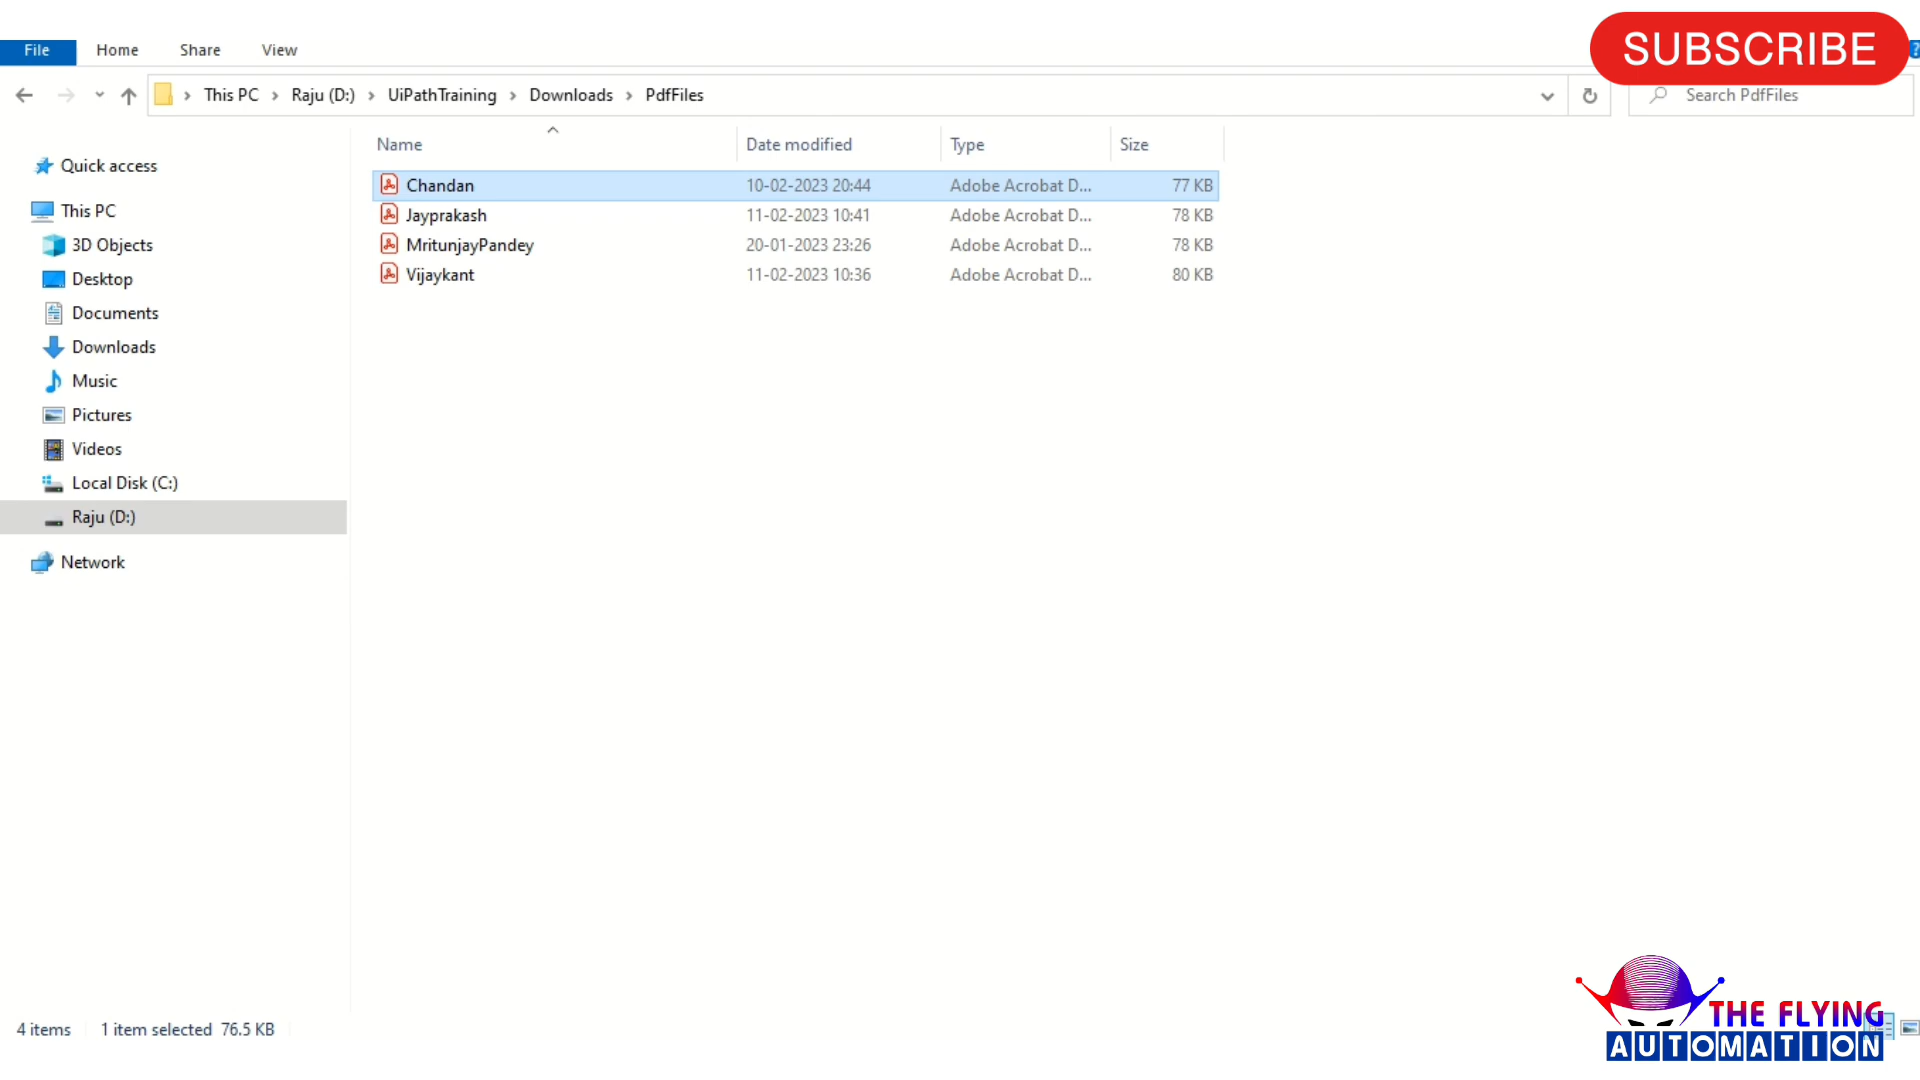 SUBSCRIBE
File Home Share View
This PC Raju (D:) UiPathTraining Downloads PdfFiles
Search PdfFiles
Name Date modified Type Size
Quick access
This PC
3D Objects
Desktop
Documents
Downloads
Music
Pictures
Videos
Local Disk (C:)
Raju (D:)
Network
Chandan 10-02-2023 20:44 Adobe Acrobat D... 77 KB
Jayprakash 11-02-2023 10:41 Adobe Acrobat D... 78 KB
MritunjayPandey 20-01-2023 23:26 Adobe Acrobat D... 78 KB
Vijaykant 11-02-2023 10:36 Adobe Acrobat D... 80 KB
4 items 1 item selected 76.5 KB
THE FLYING
AUTOMATION